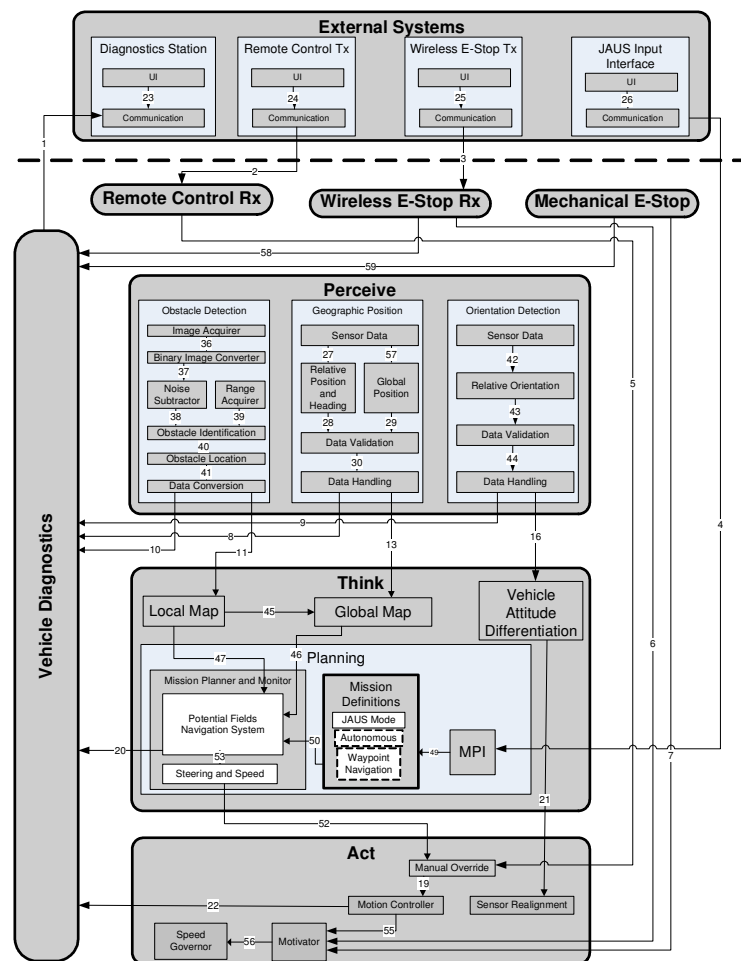 External Systems
Diagnostics Station
UI
23
Communication
Remote Control Tx
UI
24
Communication
Wireless E-Stop Tx
UI
25
Communication
JAUS Input
Interface
UI
26
Communication
1
2
3
Remote Control Rx
Wireless E-Stop Rx
Mechanical E-Stop
58
59
5
4
6
7
Vehicle Diagnostics
Perceive
Obstacle Detection
Image Acquirer
36
Binary Image Converter
37
Noise
Subtractor
Range
Acquirer
38
39
Obstacle Identification
40
Obstacle Location
41
Data Conversion
Geographic Position
Sensor Data
27
57
Relative
Position
and
Heading
Global
Position
28
29
Data Validation
30
Data Handling
Orientation Detection
Sensor Data
42
Relative Orientation
43
Data Validation
44
Data Handling
9
8
10
11
13
16
Think
Local Map
45
Global Map
Vehicle
Attitude
Differentiation
47
46
Planning
Mission Planner and Monitor
Potential Fields
Navigation System
53
Steering and Speed
50
Mission
Definitions
JAUS Mode
Autonomous
Waypoint
Navigation
49
MPI
20
21
52
Act
Manual Override
19
Motion Controller
Sensor Realignment
22
55
Speed
Governor
56
Motivator